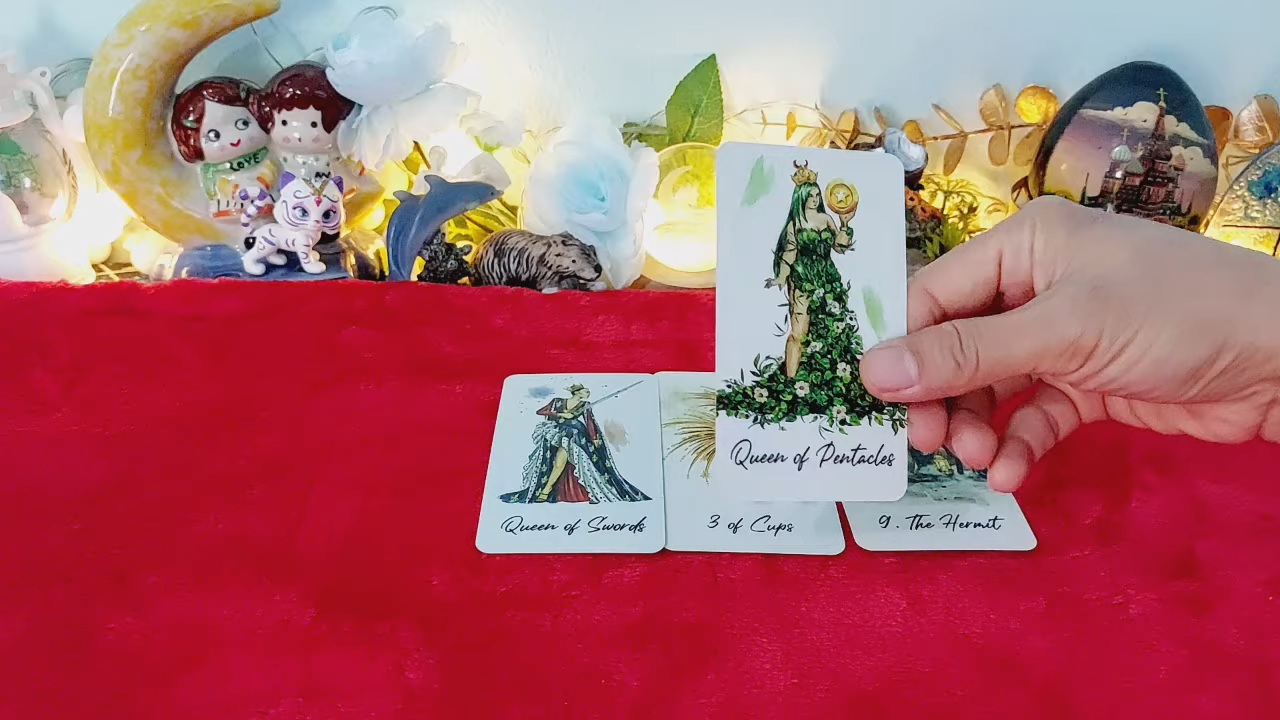 LOVE
Queen of Pentacles
Queen of Swords
3 of Cups
9. The Hermit